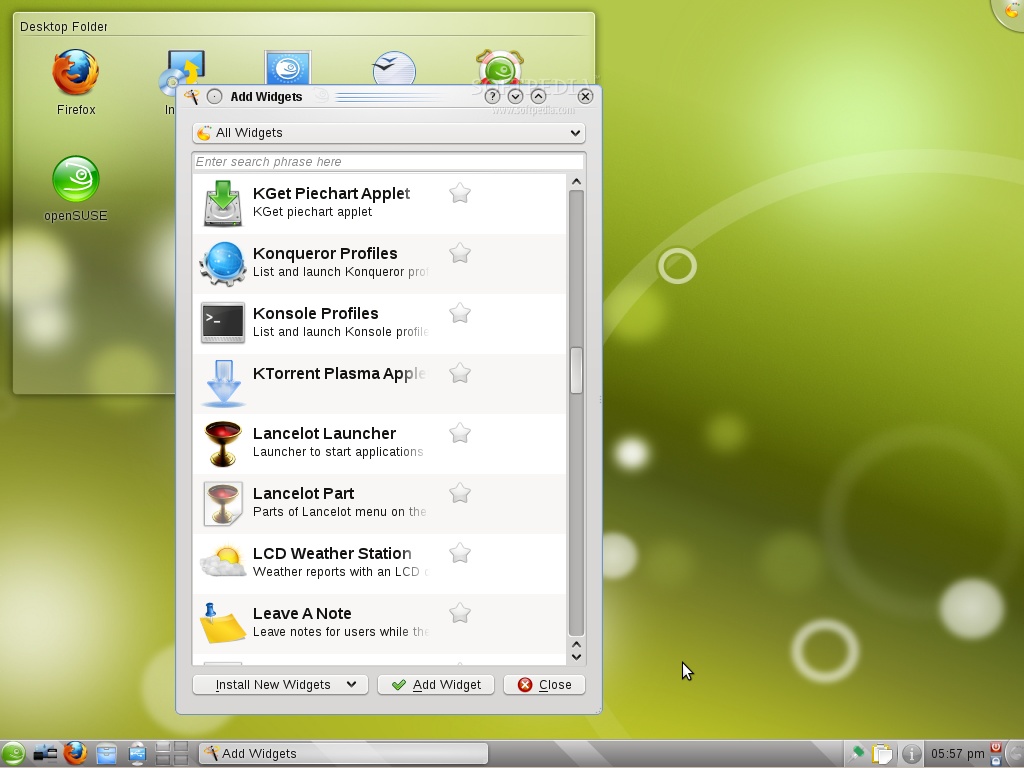 Desktop Folder
Firefox
In
openSUSE
SOFTPEDIA
www.softpedia.com
Add Widgets
All Widgets
Enter search phrase here
KGet Piechart Applet
KGet piechart applet
Konqueror Profiles
List and launch Konqueror prof
Konsole Profiles
List and launch Konsole profile
KTorrent Plasma Apple
Lancelot Launcher
Launcher to start applications
Lancelot Part
Parts of Lancelot menu on the
LCD Weather Station
Weather reports with an LCD
Leave A Note
Leave notes for users while the
Install New Widgets
Add Widget
Close
Add Widgets
05:57 pm